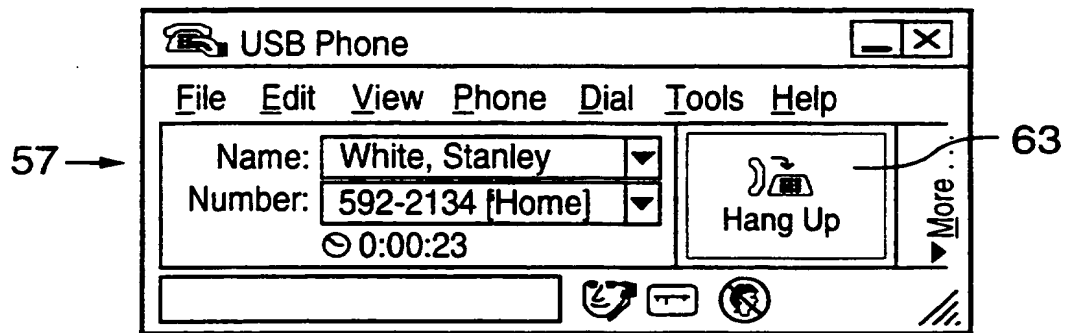 USB Phone
File Edit View Phone Dial Tools Help
57
Name: White, Stanley
Number: 592-2134 [Home]
0:00:23
Hang Up
More...
63